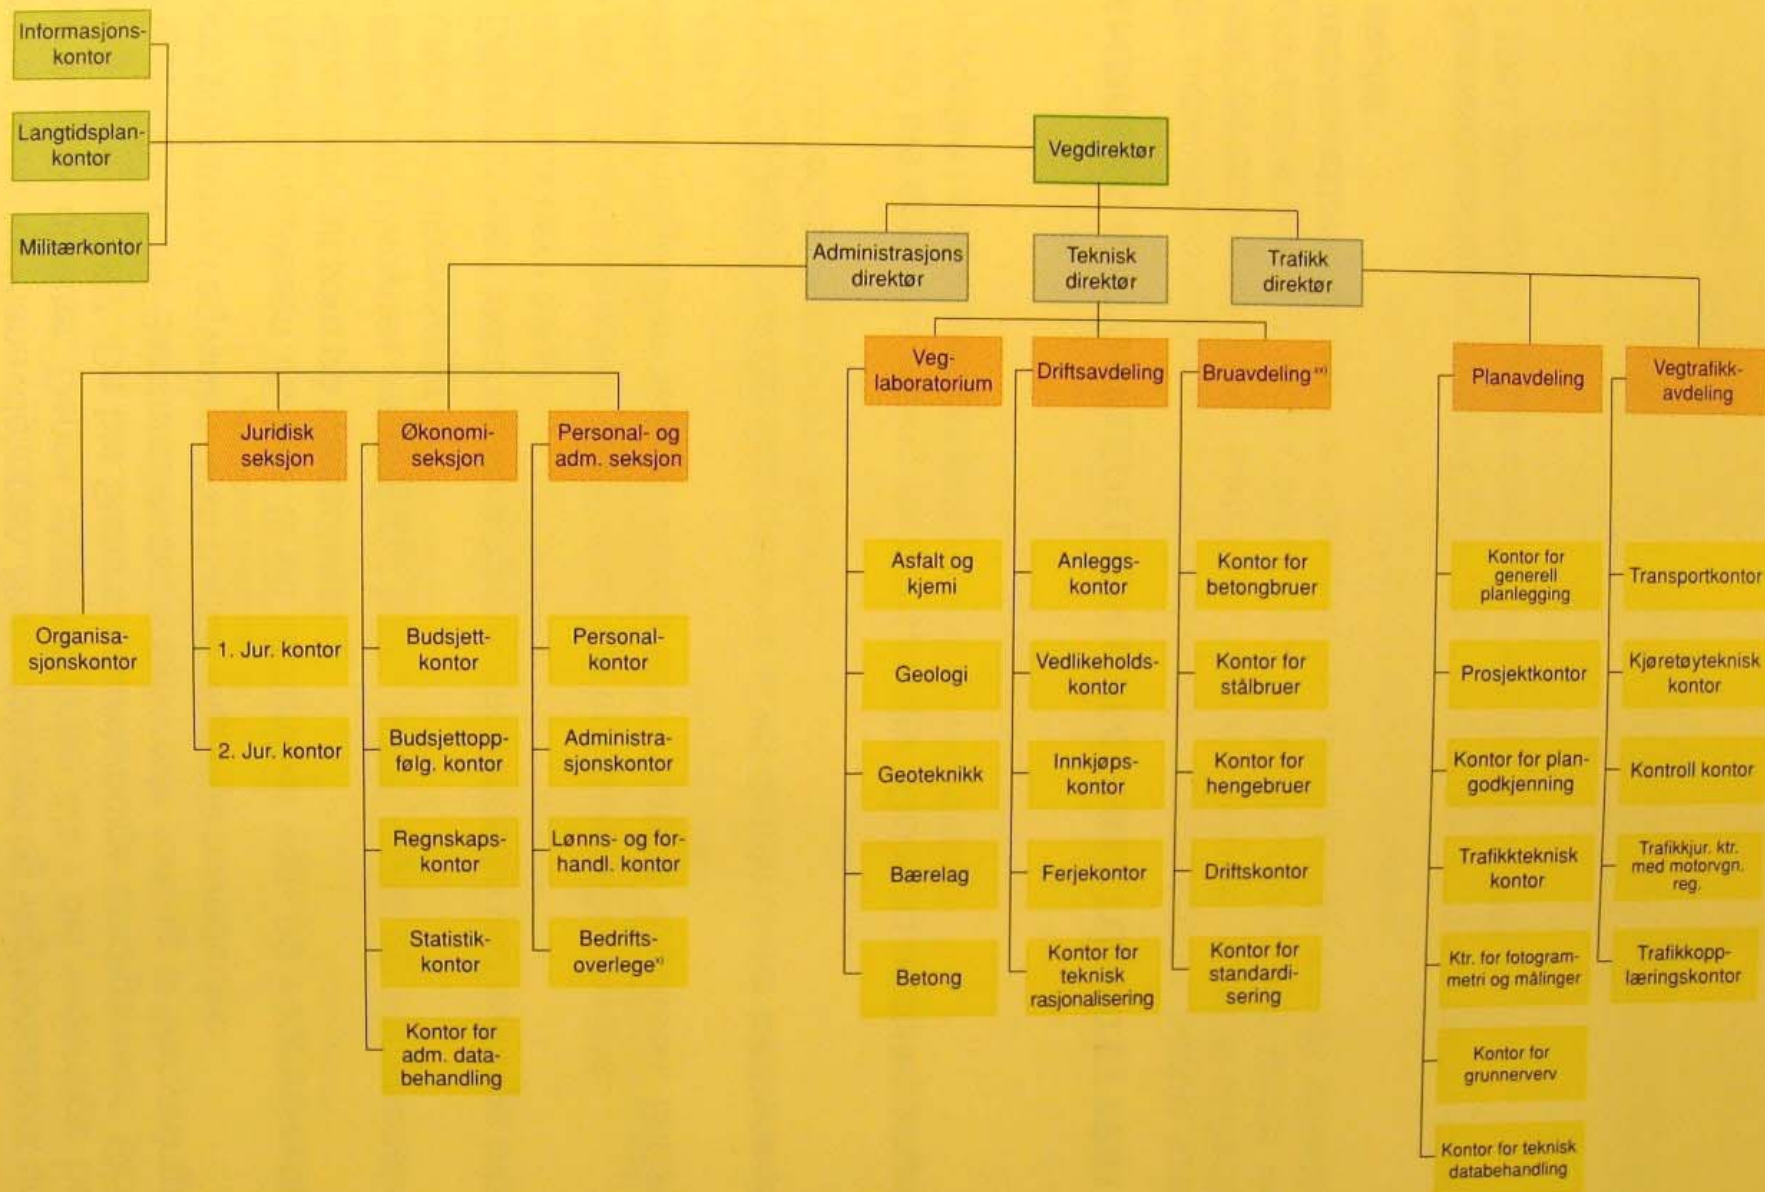 Informasjons-
kontor
Langtidsplan-
kontor
Militærkontor
Vegdirektør
Administrasjons
direktør
Teknisk
direktør
Trafikk
direktør
Juridisk
seksjon
Økonomi-
seksjon
Personal- og
adm. seksjon
Veg-
laboratorium
Driftsavdeling
Bruavdeling xx)
Planavdeling
Vegtrafikk-
avdeling
Organisa-
sjonskontor
1. Jur. kontor
2. Jur. kontor
Budsjett-
kontor
Budsjettopp-
følg. kontor
Regnskaps-
kontor
Statistik-
kontor
Kontor for
adm. data-
behandling
Personal-
kontor
Administra-
sjonskontor
Lønns- og for-
handl. kontor
Bedrifts-
overlege x)
Asfalt og
kjemi
Geologi
Geoteknikk
Bærelag
Betong
Anleggs-
kontor
Vedlikeholds-
kontor
Innkjøps-
kontor
Ferjekontor
Kontor for
teknisk
rasjonalisering
Kontor for
betongbruer
Kontor for
stålbruer
Kontor for
hengebruer
Driftskontor
Kontor for
standardi-
sering
Kontor for
generell
planlegging
Prosjektkontor
Kontor for plan-
godkjenning
Trafikkteknisk
kontor
Ktr. for fotogram-
metri og målinger
Kontor for
grunnerverv
Kontor for teknisk
databehandling
Transportkontor
Kjøretøyteknisk
kontor
Kontroll kontor
Trafikkjur. ktr.
med motorvgn.
reg.
Trafikkopp-
læringskontor